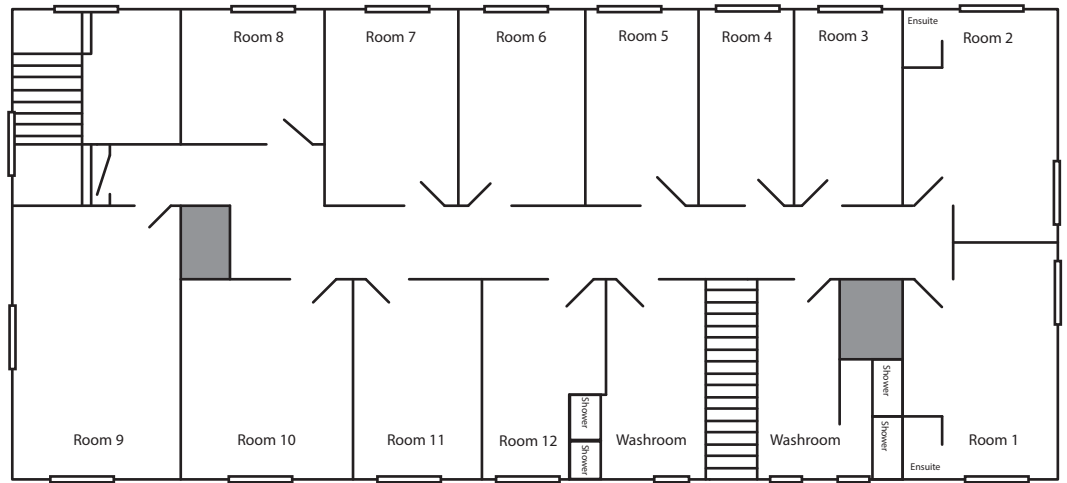 Ensuite
Room 8
Room 7
Room 6
Room 5
Room 4
Room 3
Room 2
Shower
Shower
Shower
Shower
Room 9
Room 10
Room 11
Room 12
Washroom
Washroom
Room 1
Ensuite